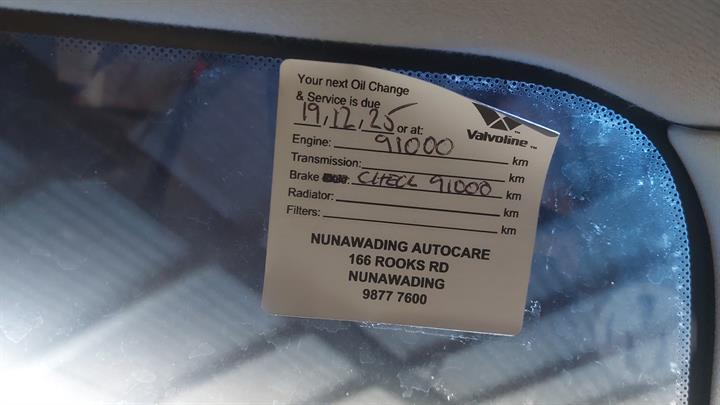 Your next Oil Change
& Service is due
19,12,25 or at:
Valvoline™
Engine: 91000 km
Transmission: km
Brake : CHECK 91000 km
Radiator: km
Filters: km
NUNAWADING AUTOCARE
166 ROOKS RD
NUNAWADING
9877 7600